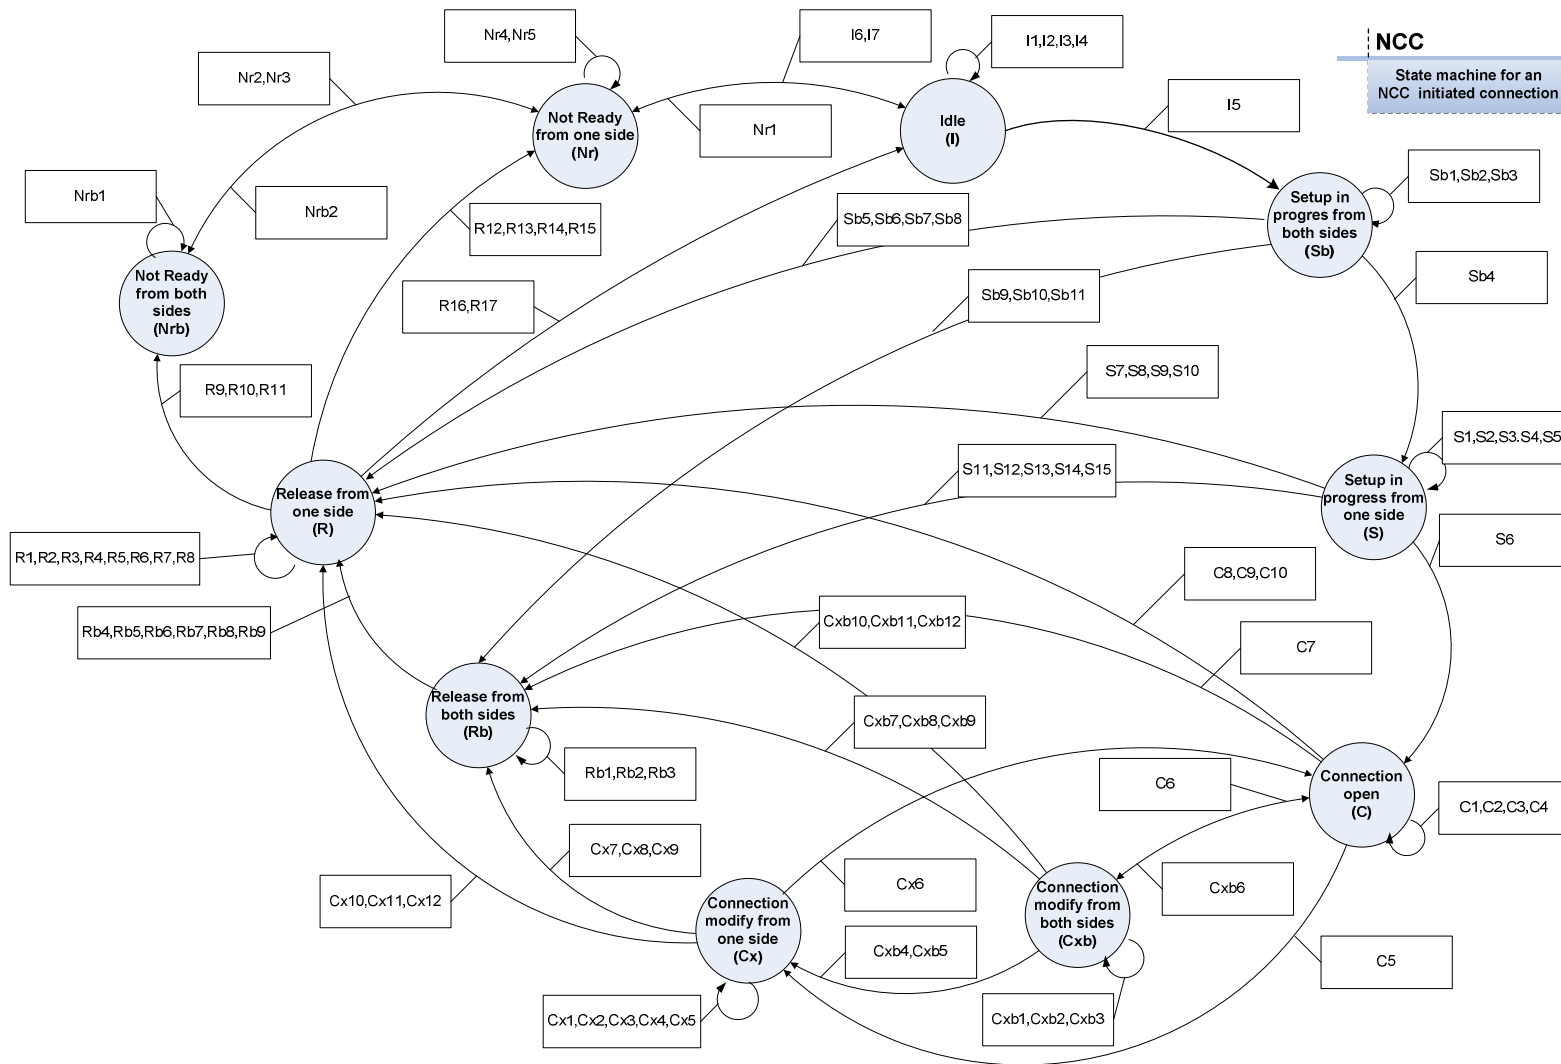 Nr4,Nr5
I6,I7
I1,I2,I3,I4
NCC
State machine for an
NCC initiated connection
Nr2,Nr3
Nr1
I5
Not Ready
from one side
(Nr)
Idle
(I)
Nrb1
Nrb2
R12,R13,R14,R15
Sb5,Sb6,Sb7,Sb8
Setup in
progres from
both sides
(Sb)
Sb1,Sb2,Sb3
Not Ready
from both
sides
(Nrb)
R16,R17
Sb9,Sb10,Sb11
Sb4
R9,R10,R11
S7,S8,S9,S10
S11,S12,S13,S14,S15
S1,S2,S3.S4,S5
Release from
one side
(R)
Setup in
progress from
one side
(S)
R1,R2,R3,R4,R5,R6,R7,R8
S6
C8,C9,C10
Rb4,Rb5,Rb6,Rb7,Rb8,Rb9
Cxb10,Cxb11,Cxb12
C7
Release from
both sides
(Rb)
Cxb7,Cxb8,Cxb9
Rb1,Rb2,Rb3
C6
Connection
open
(C)
C1,C2,C3,C4
Cx7,Cx8,Cx9
Cx10,Cx11,Cx12
Cx6
Cxb6
Connection
modify from
one side
(Cx)
Connection
modify from
both sides
(Cxb)
Cxb4,Cxb5
C5
Cx1,Cx2,Cx3,Cx4,Cx5
Cxb1,Cxb2,Cxb3